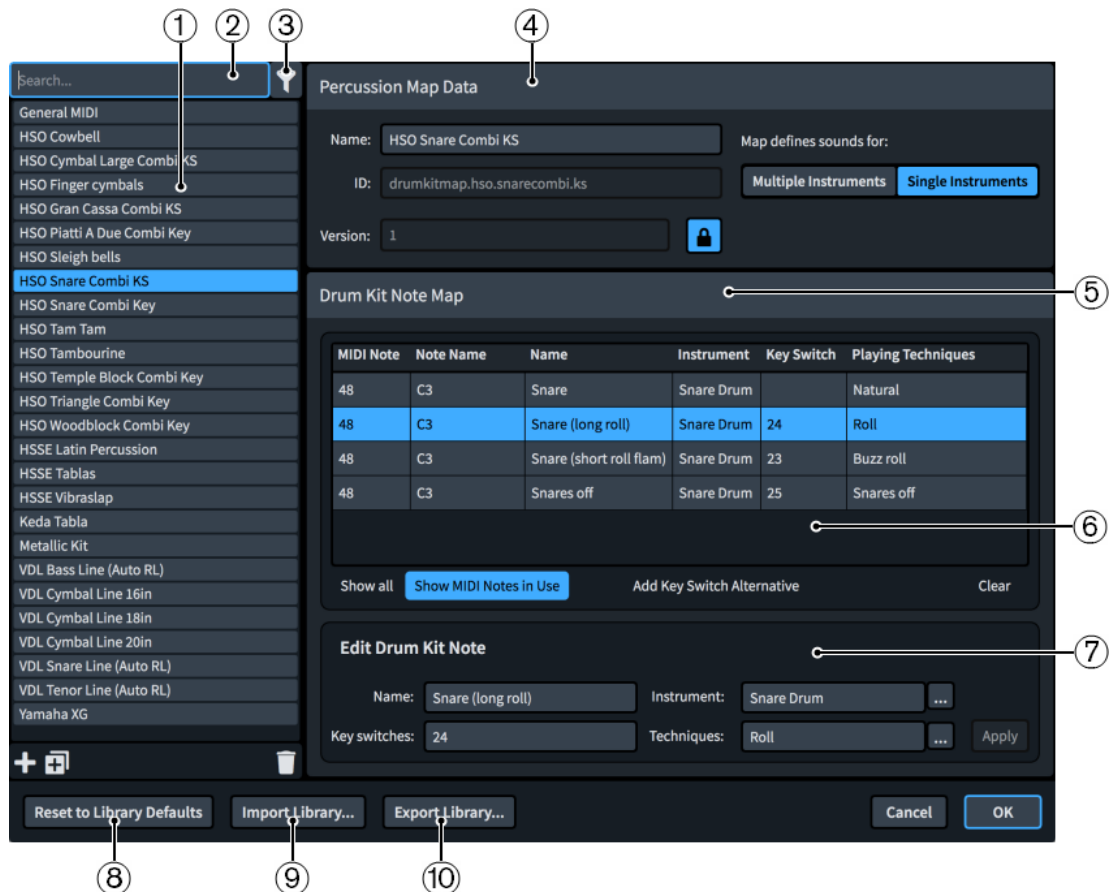 ① ② ③ ④
Search...
General MIDI
HSO Cowbell
HSO Cymbal Large Combi KS
HSO Finger cymbals
HSO Gran Cassa Combi KS
HSO Piatti A Due Combi Key
HSO Sleigh bells
HSO Snare Combi KS
HSO Snare Combi Key
HSO Tam Tam
HSO Tambourine
HSO Temple Block Combi Key
HSO Triangle Combi Key
HSO Woodblock Combi Key
HSSE Latin Percussion
HSSE Tablas
HSSE Vibraslap
Keda Tabla
Metallic Kit
VDL Bass Line (Auto RL)
VDL Cymbal Line 16in
VDL Cymbal Line 18in
VDL Cymbal Line 20in
VDL Snare Line (Auto RL)
VDL Tenor Line (Auto RL)
Yamaha XG
Percussion Map Data
Name: HSO Snare Combi KS
Map defines sounds for:
ID: drumkitmap.hso.snarecombi.ks
Multiple Instruments Single Instruments
Version: 1
Drum Kit Note Map
⑤
MIDI Note Note Name Name Instrument Key Switch Playing Techniques
48 C3 Snare Snare Drum Natural
48 C3 Snare (long roll) Snare Drum 24 Roll
48 C3 Snare (short roll flam) Snare Drum 23 Buzz roll
48 C3 Snares off Snare Drum 25 Snares off
⑥
Show all Show MIDI Notes in Use Add Key Switch Alternative Clear
Edit Drum Kit Note
⑦
Name: Snare (long roll) Instrument: Snare Drum ...
Key switches: 24 Techniques: Roll ... Apply
Reset to Library Defaults Import Library... Export Library... Cancel OK
⑧ ⑨ ⑩
①